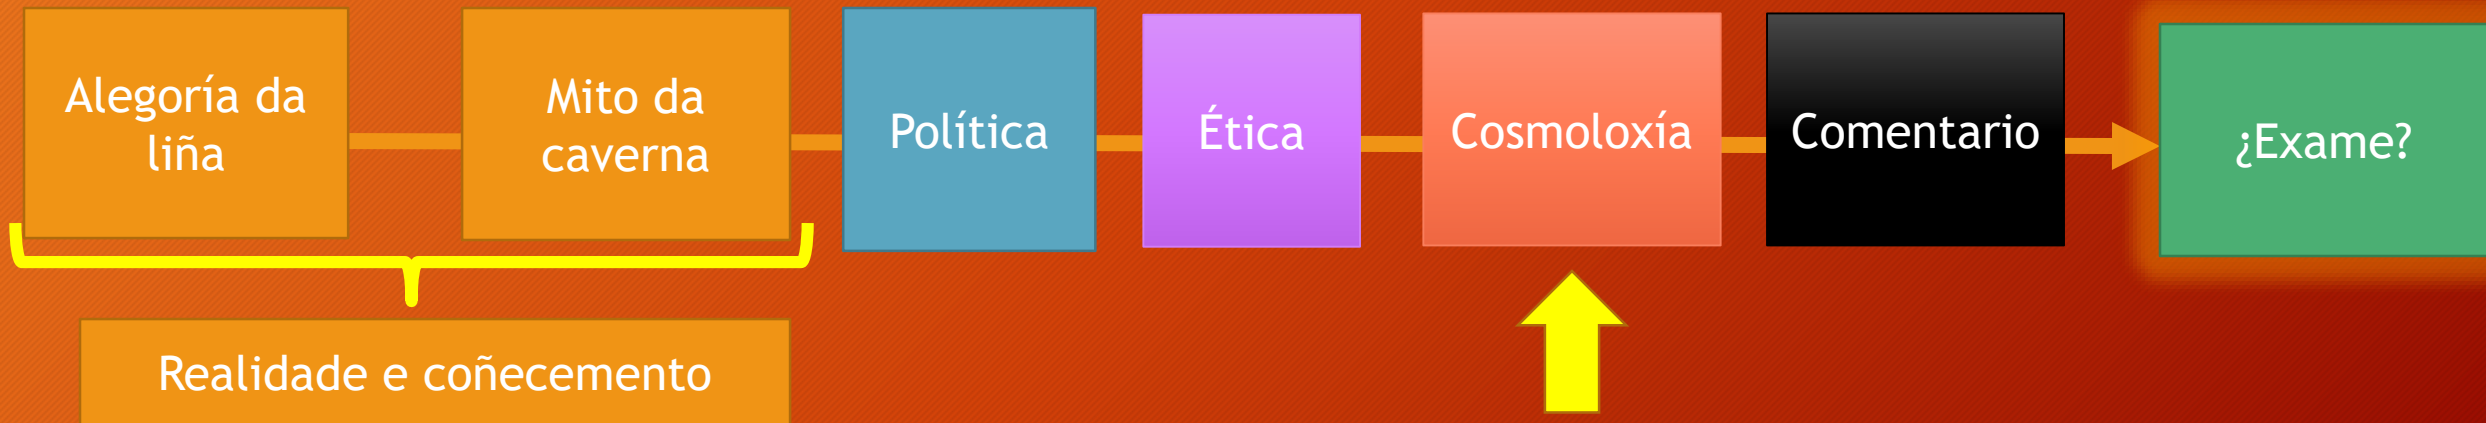 Alegoría da
liña
Mito da
caverna
Política
Ética
Cosmoloxía
Comentario
¿Exame?
Realidade e coñecemento